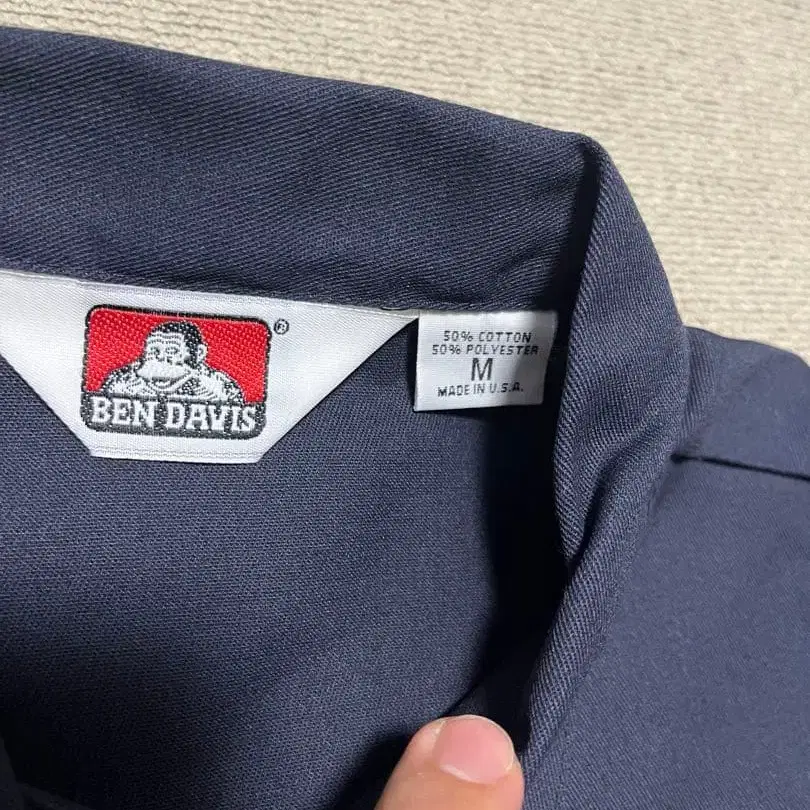 ®
BEN DAVIS
50% COTTON
50% POLYESTER
M
MADE IN U.S.A.